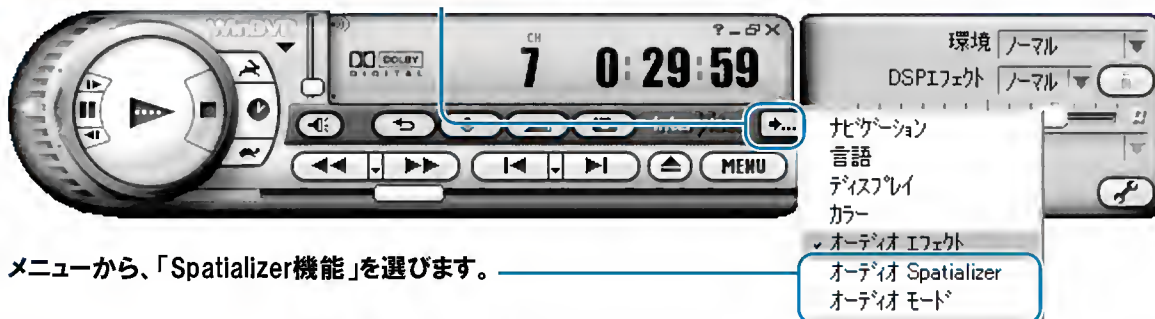 WinDVD
CH
7
0:29:59
DOLBY
DIGITAL
MENU
環境 ノーマル
DSPエフェクト ノーマル
ナビゲーション
言語
ディスプレイ
カラー
オーディオ エフェクト
オーディオ Spatializer
オーディオ モード
メニューから、「Spatializer機能」を選びます。